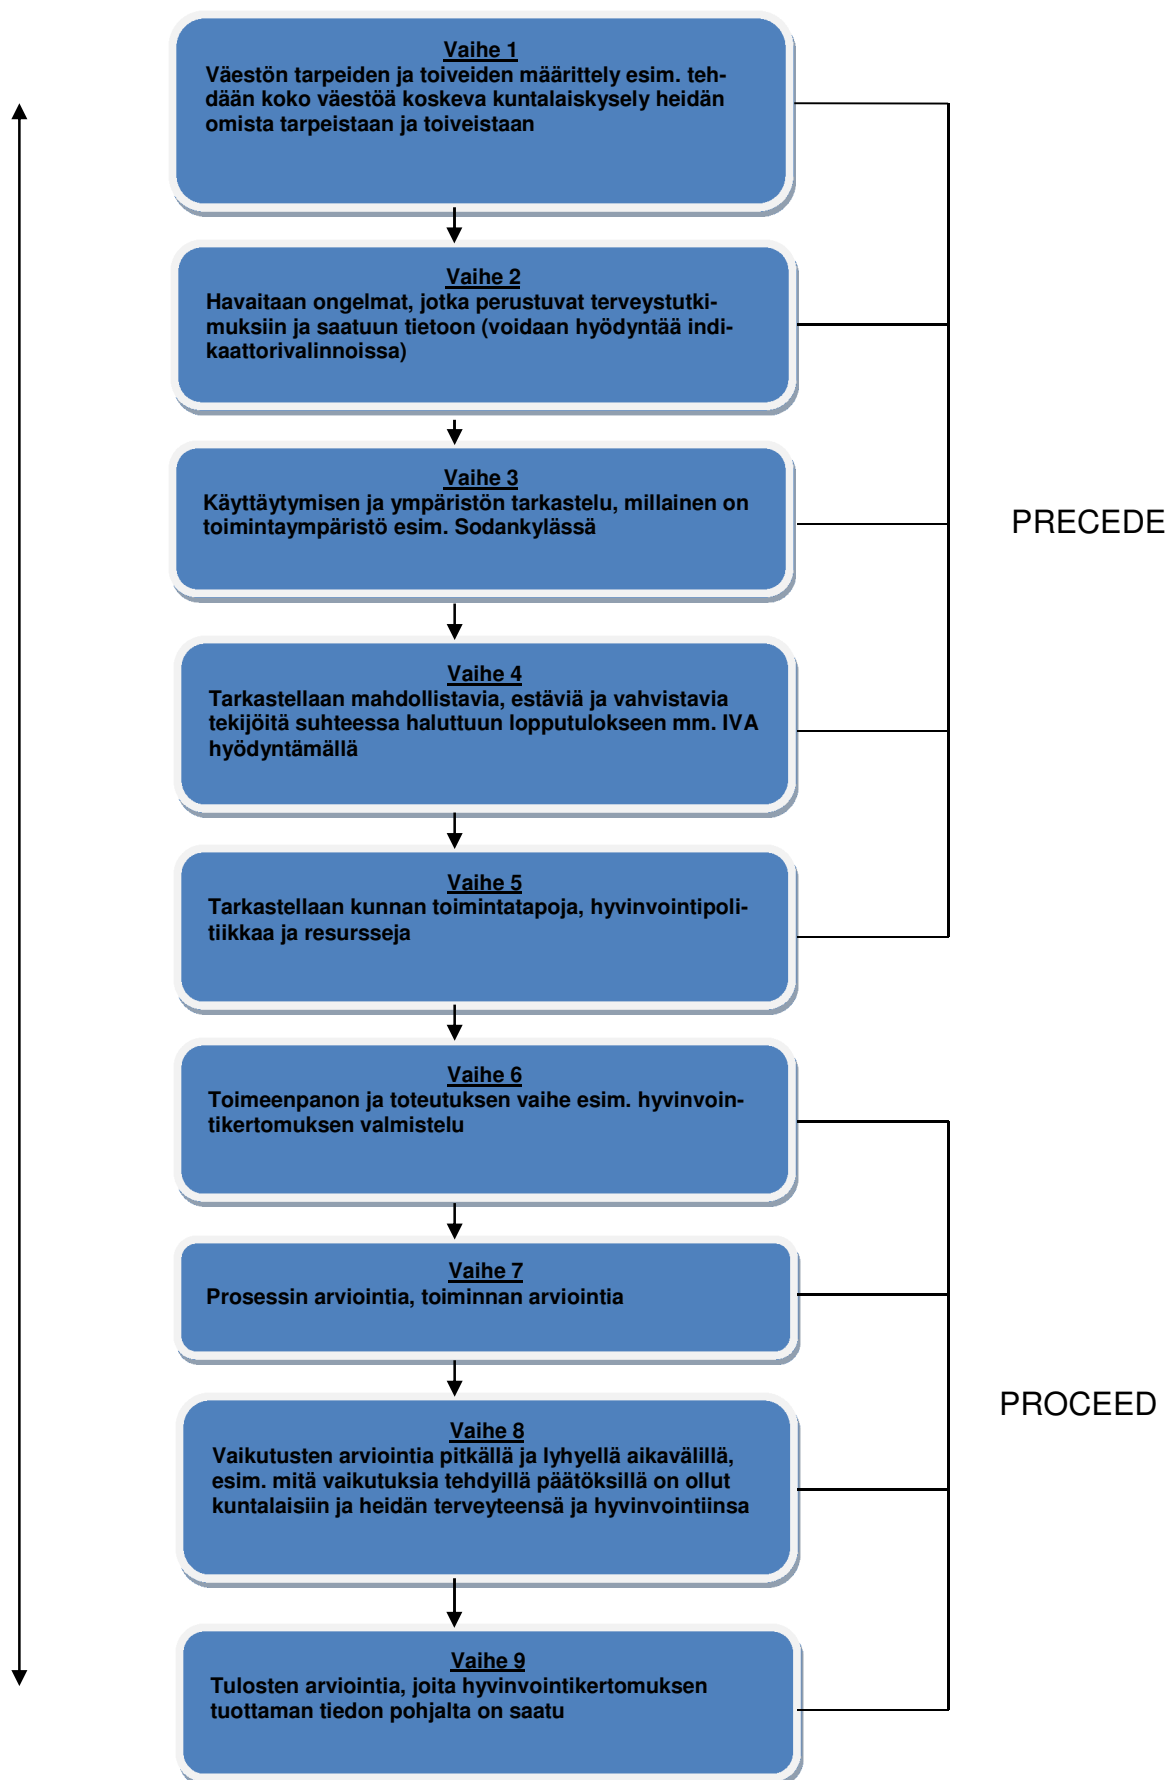 Vaihe 1
Väestön tarpeiden ja toiveiden määrittely esim. teh-
dään koko väestöä koskeva kuntalaiskysely heidän
omista tarpeistaan ja toiveistaan
Vaihe 2
Havaitaan ongelmat, jotka perustuvat terveystutki-
muksiin ja saatuun tietoon (voidaan hyödyntää indi-
kaattorivalinnoissa)
Vaihe 3
Käyttäytymisen ja ympäristön tarkastelu, millainen on
toimintaympäristö esim. Sodankylässä
PRECEDE
Vaihe 4
Tarkastellaan mahdollistavia, estäviä ja vahvistavia
tekijöitä suhteessa haluttuun lopputulokseen mm. IVA
hyödyntämällä
Vaihe 5
Tarkastellaan kunnan toimintatapoja, hyvinvointipoli-
tiikkaa ja resursseja
Vaihe 6
Toimeenpanon ja toteutuksen vaihe esim. hyvinvoin-
tikertomuksen valmistelu
Vaihe 7
Prosessin arviointia, toiminnan arviointia
PROCEED
Vaihe 8
Vaikutusten arviointia pitkällä ja lyhyellä aikavälillä,
esim. mitä vaikutuksia tehdyillä päätöksillä on ollut
kuntalaisiin ja heidän terveyteensä ja hyvinvointiinsa
Vaihe 9
Tulosten arviointia, joita hyvinvointikertomuksen
tuottaman tiedon pohjalta on saatu